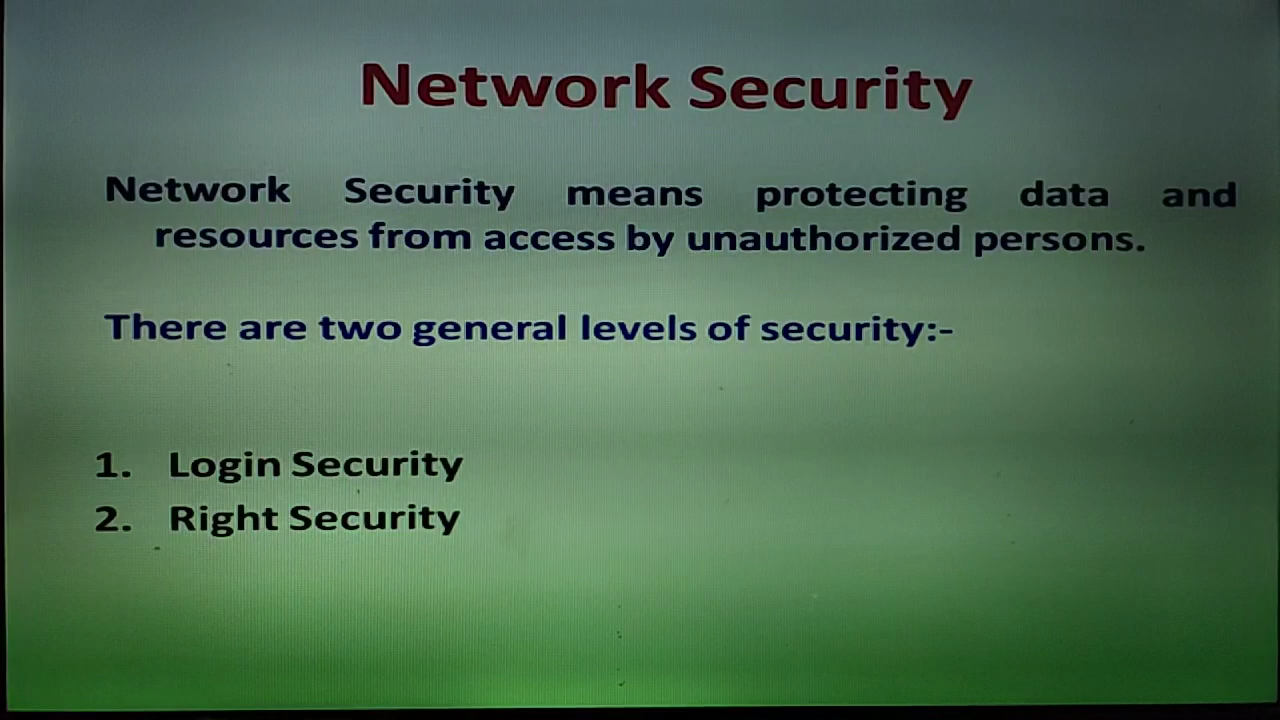 Network Security
Network Security means protecting data and
resources from access by unauthorized persons.
There are two general levels of security:-
1. Login Security
2. Right Security